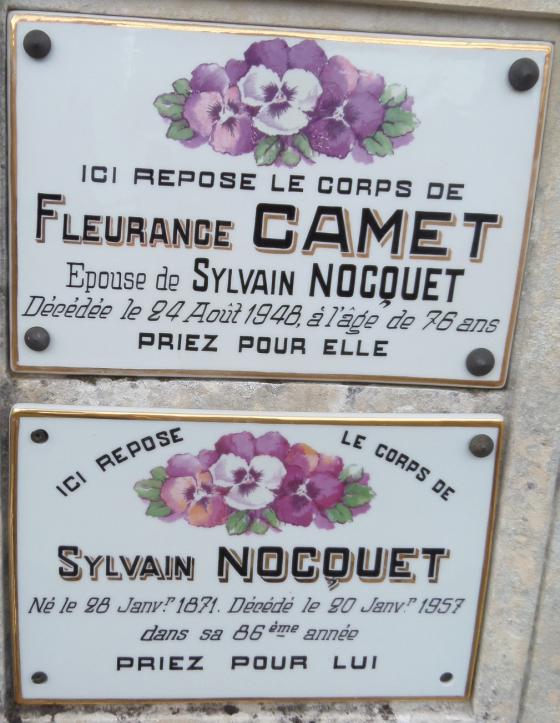 ICI REPOSE LE CORPS DE
FLEURANCE CAMET
Epouse de SYLVAIN NOCQUET
Décédée le 24 Août 1948, à l'âge de 76 ans
PRIEZ POUR ELLE
ICI REPOSE LE CORPS DE
SYLVAIN NOCQUET
Né le 28 Janv.r 1871. Décédé le 20 Janv.r 1957
dans sa 86ème année
PRIEZ POUR LUI